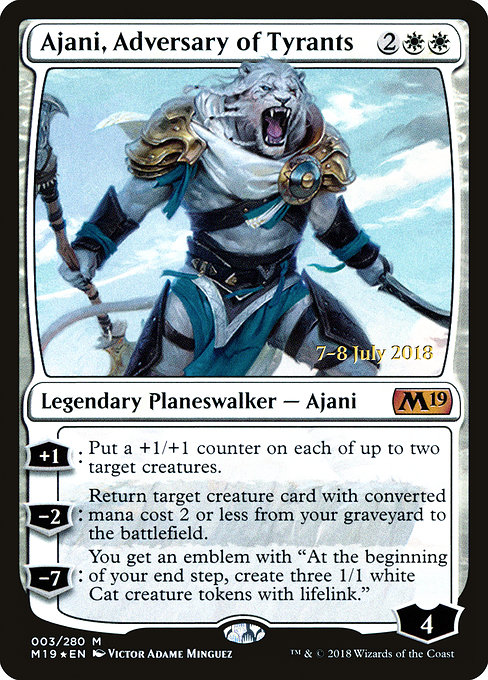 Ajani, Adversary of Tyrants 2
7–8 July 2018
Legendary Planeswalker — Ajani M19
+1 : Put a +1/+1 counter on each of up to two
target creatures.
Return target creature card with converted
−2 : mana cost 2 or less from your graveyard to
the battlefield.
You get an emblem with “At the beginning
−7 : of your end step, create three 1/1 white
Cat creature tokens with lifelink.”
4
003/280 M
M19 ★ EN Victor Adame Minguez ™ & © 2018 Wizards of the Coast